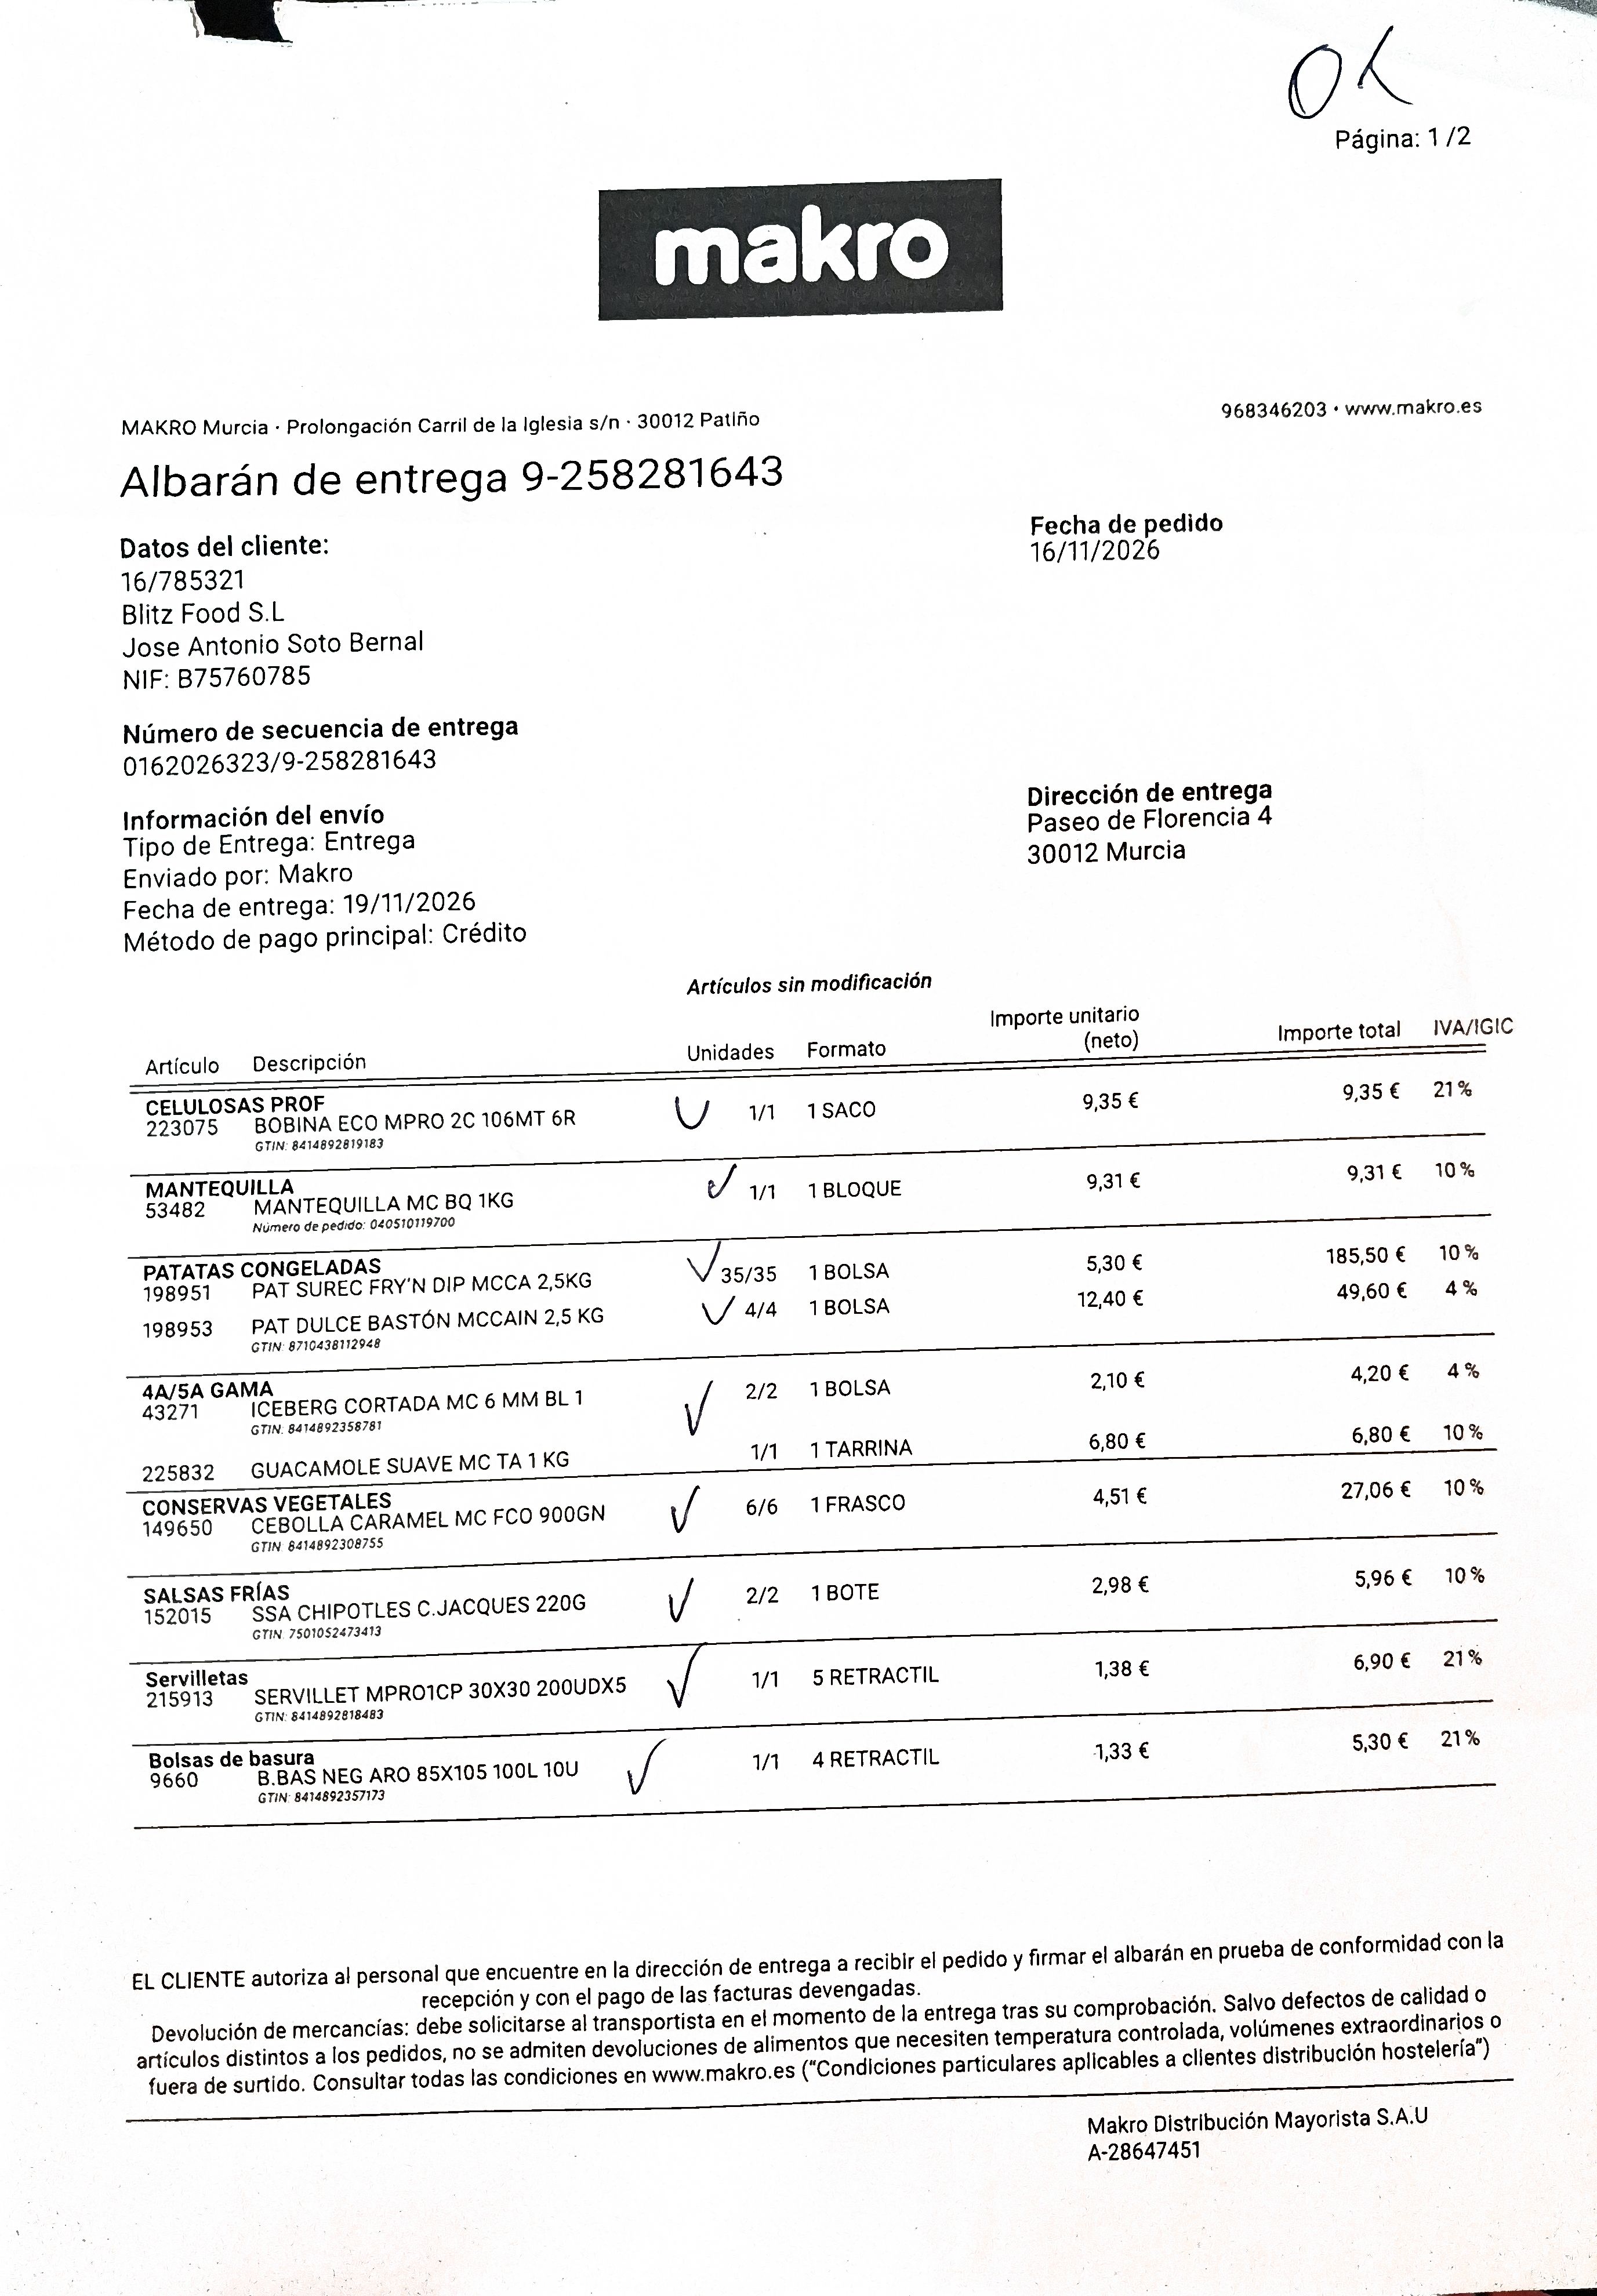 OK
Página: 1 /2
makro
MAKRO Murcia · Prolongación Carril de la Iglesia s/n · 30012 Patiño
968346203 • www.makro.es
Albarán de entrega 9-258281643
Fecha de pedido
16/11/2026
Datos del cliente:
16/785321
Blitz Food S.L
Jose Antonio Soto Bernal
NIF: B75760785
Número de secuencia de entrega
0162026323/9-258281643
Información del envío
Tipo de Entrega: Entrega
Enviado por: Makro
Fecha de entrega: 19/11/2026
Método de pago principal: Crédito
Dirección de entrega
Paseo de Florencia 4
30012 Murcia
Artículos sin modificación
Artículo Descripción Unidades Formato Importe unitario (neto) Importe total IVA/IGIC
CELULOSAS PROF
223075 BOBINA ECO MPRO 2C 106MT 6R 1/1 1 SACO 9,35 € 9,35 € 21%
GTIN: 8414892819183
MANTEQUILLA
53482 MANTEQUILLA MC BQ 1KG 1/1 1 BLOQUE 9,31 € 9,31 € 10%
Número de pedido: 040510119700
PATATAS CONGELADAS
198951 PAT SUREC FRY'N DIP MCCA 2,5KG 35/35 1 BOLSA 5,30 € 185,50 € 10%
198953 PAT DULCE BASTÓN MCCAIN 2,5 KG 4/4 1 BOLSA 12,40 € 49,60 € 4 %
GTIN: 8710438112948
4A/5A GAMA
43271 ICEBERG CORTADA MC 6 MM BL 1 2/2 1 BOLSA 2,10 € 4,20 € 4 %
GTIN: 8414892358781
225832 GUACAMOLE SUAVE MC TA 1 KG 1/1 1 TARRINA 6,80 € 6,80 € 10%
CONSERVAS VEGETALES
149650 CEBOLLA CARAMEL MC FCO 900GN 6/6 1 FRASCO 4,51 € 27,06 € 10%
GTIN: 8414892308755
SALSAS FRÍAS
152015 SSA CHIPOTLES C.JACQUES 220G 2/2 1 BOTE 2,98 € 5,96 € 10%
GTIN: 7501052473413
Servilletas
215913 SERVILLET MPRO1CP 30X30 200UDX5 1/1 5 RETRACTIL 1,38 € 6,90 € 21%
GTIN: 8414892818483
Bolsas de basura
9660 B.BAS NEG ARO 85X105 100L 10U 1/1 4 RETRACTIL 1,33 € 5,30 € 21%
GTIN: 8414892357173
EL CLIENTE autoriza al personal que encuentre en la dirección de entrega a recibir el pedido y firmar el albarán en prueba de conformidad con la
recepción y con el pago de las facturas devengadas.
Devolución de mercancías: debe solicitarse al transportista en el momento de la entrega tras su comprobación. Salvo defectos de calidad o
artículos distintos a los pedidos, no se admiten devoluciones de alimentos que necesiten temperatura controlada, volúmenes extraordinarios o
fuera de surtido. Consultar todas las condiciones en www.makro.es ("Condiciones particulares aplicables a clientes distribución hostelería")
Makro Distribución Mayorista S.A.U
A-28647451